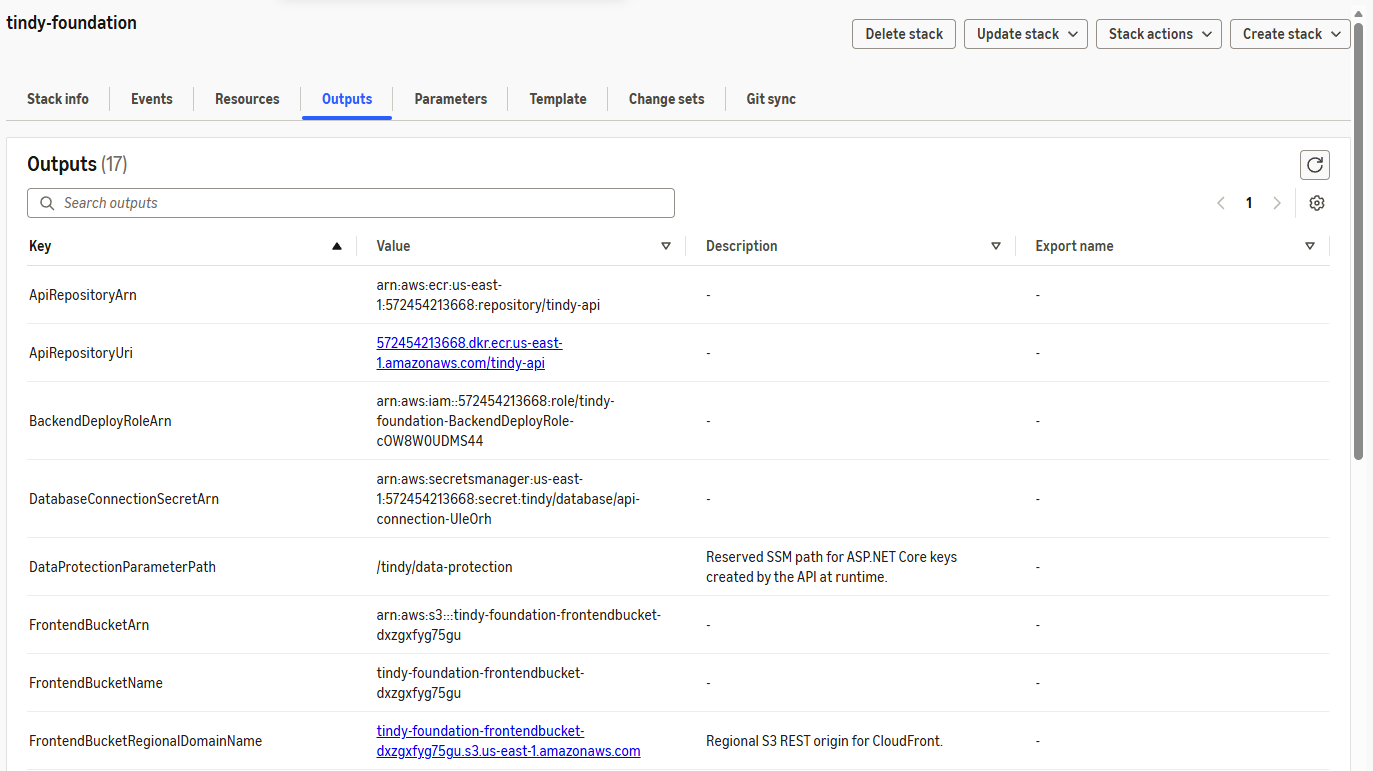 tindy-foundation
Delete stack
Update stack
Stack actions
Create stack
Stack info
Events
Resources
Outputs
Parameters
Template
Change sets
Git sync
Outputs (17)
Search outputs
1
Key
Value
Description
Export name
ApiRepositoryArn
arn:aws:ecr:us-east-
1:572454213668:repository/tindy-api
-
-
ApiRepositoryUri
572454213668.dkr.ecr.us-east-
1.amazonaws.com/tindy-api
-
-
BackendDeployRoleArn
arn:aws:iam::572454213668:role/tindy-
foundation-BackendDeployRole-
cOW8W0UDMS44
-
-
DatabaseConnectionSecretArn
arn:aws:secretsmanager:us-east-
1:572454213668:secret:tindy/database/api-
connection-UIeOrh
-
-
DataProtectionParameterPath
/tindy/data-protection
Reserved SSM path for ASP.NET Core keys
created by the API at runtime.
-
FrontendBucketArn
arn:aws:s3:::tindy-foundation-frontendbucket-
dxzgxfyg75gu
-
-
FrontendBucketName
tindy-foundation-frontendbucket-
dxzgxfyg75gu
-
-
FrontendBucketRegionalDomainName
tindy-foundation-frontendbucket-
dxzgxfyg75gu.s3.us-east-1.amazonaws.com
Regional S3 REST origin for CloudFront.
-